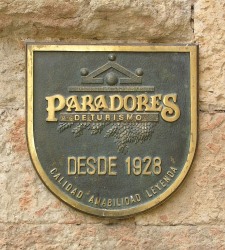 PARADORES
DE TURISMO
DESDE 1928
CALIDAD AMABILIDAD LEYENDA